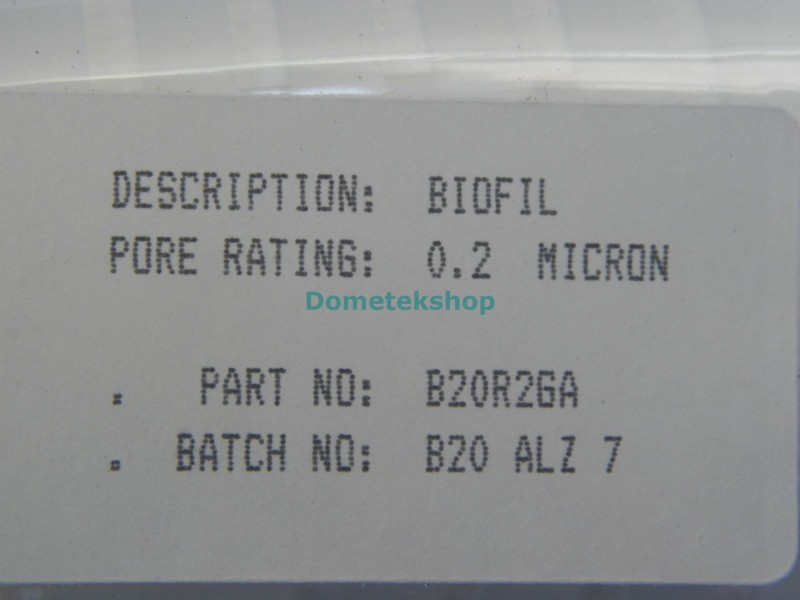 DESCRIPTION: BIOFIL
PORE RATING: 0.2 MICRON
Dometekshop
. PART NO: B20R2GA
. BATCH NO: B20 ALZ 7